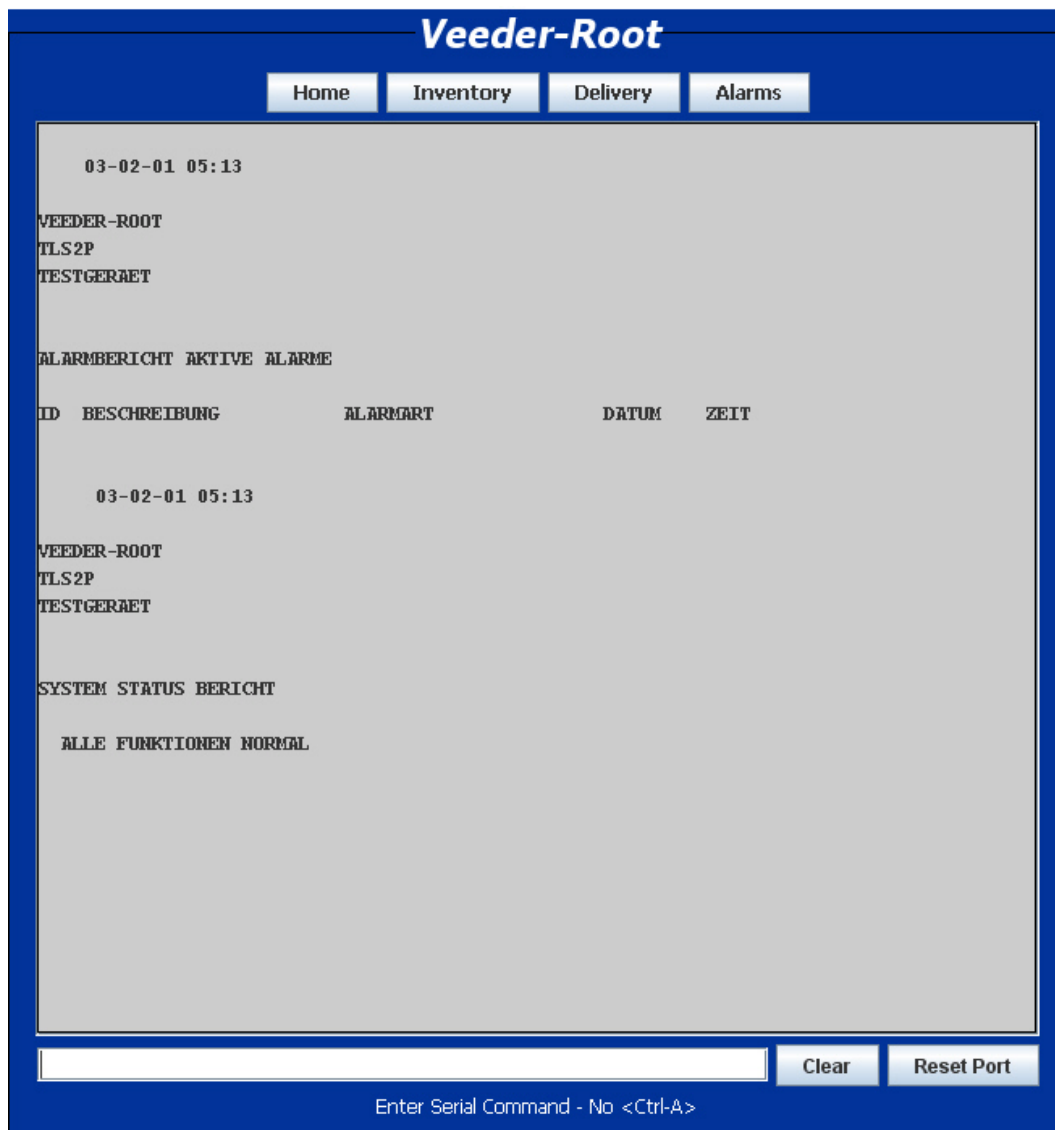 Veeder-Root
Home Inventory Delivery Alarms
03-02-01 05:13
VEEDER-ROOT
TLS2P
TESTGERAET
ALARMBERICHT AKTIVE ALARME
ID BESCHREIBUNG ALARMART DATUM ZEIT
03-02-01 05:13
VEEDER-ROOT
TLS2P
TESTGERAET
SYSTEM STATUS BERICHT
ALLE FUNKTIONEN NORMAL
Clear Reset Port
Enter Serial Command - No <Ctrl-A>